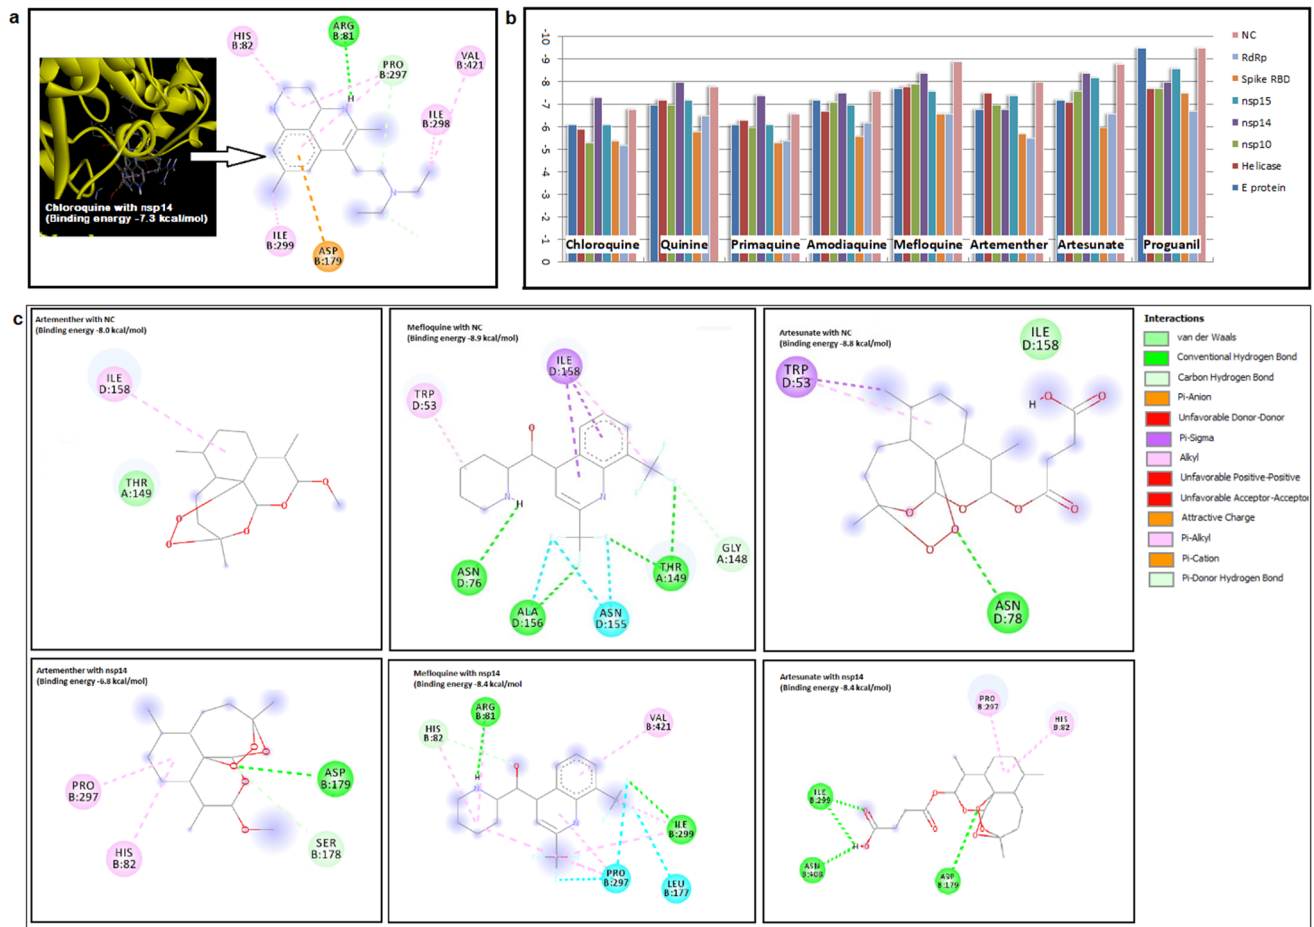 a
HIS
B:82
ARG
B:81
PRO
B:297
VAL
B:421
H
N
ILE
B:298
N
ILE
B:299
ASP
B:179
Chloroquine with nsp14
(Binding energy -7.3 kcal/mol)
b
-10
-9
-8
-7
-6
-5
-4
-3
-2
-1
0
Chloroquine
Quinine
Primaquine
Amodiaquine
Mefloquine
Artementher
Artesunate
Proguanil
NC
RdRp
Spike RBD
nsp15
nsp14
nsp10
Helicase
E protein
c
Artementher with NC
(Binding energy -8.0 kcal/mol)
ILE
D:158
THR
A:149
Mefloquine with NC
(Binding energy -8.9 kcal/mol)
ILE
D:158
TRP
D:53
GLY
A:148
THR
A:149
ASN
D:76
ALA
D:156
ASN
D:155
Artesunate with NC
(Binding energy -8.8 kcal/mol)
ILE
D:158
TRP
D:53
ASN
D:78
Interactions
van der Waals
Conventional Hydrogen Bond
Carbon Hydrogen Bond
Pi-Anion
Unfavorable Donor-Donor
Pi-Sigma
Alkyl
Unfavorable Positive-Positive
Unfavorable Acceptor-Acceptor
Attractive Charge
Pi-Alkyl
Pi-Cation
Pi-Donor Hydrogen Bond
Artementher with nsp14
(Binding energy -6.8 kcal/mol)
PRO
B:297
HIS
B:82
ASP
B:179
SER
B:178
Mefloquine with nsp14
(Binding energy -8.4 kcal/mol
ARG
B:81
HIS
B:82
VAL
B:421
ILE
B:299
PRO
B:297
LEU
B:177
Artesunate with nsp14
(Binding energy -8.4 kcal/mol)
PRO
B:297
HIS
B:82
ILE
B:299
ASN
B:408
ASP
B:179